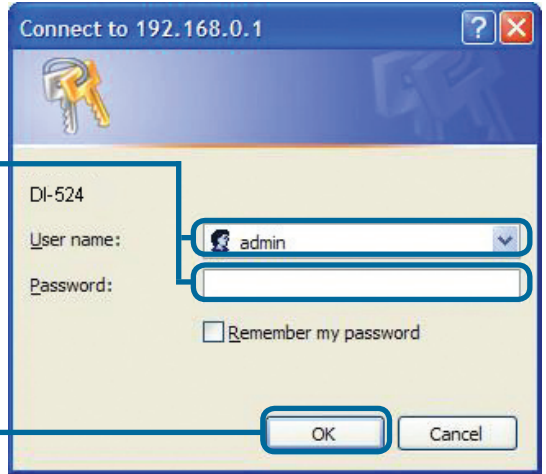 Connect to 192.168.0.1
DI-524
User name:
admin
Password:
Remember my password
OK
Cancel